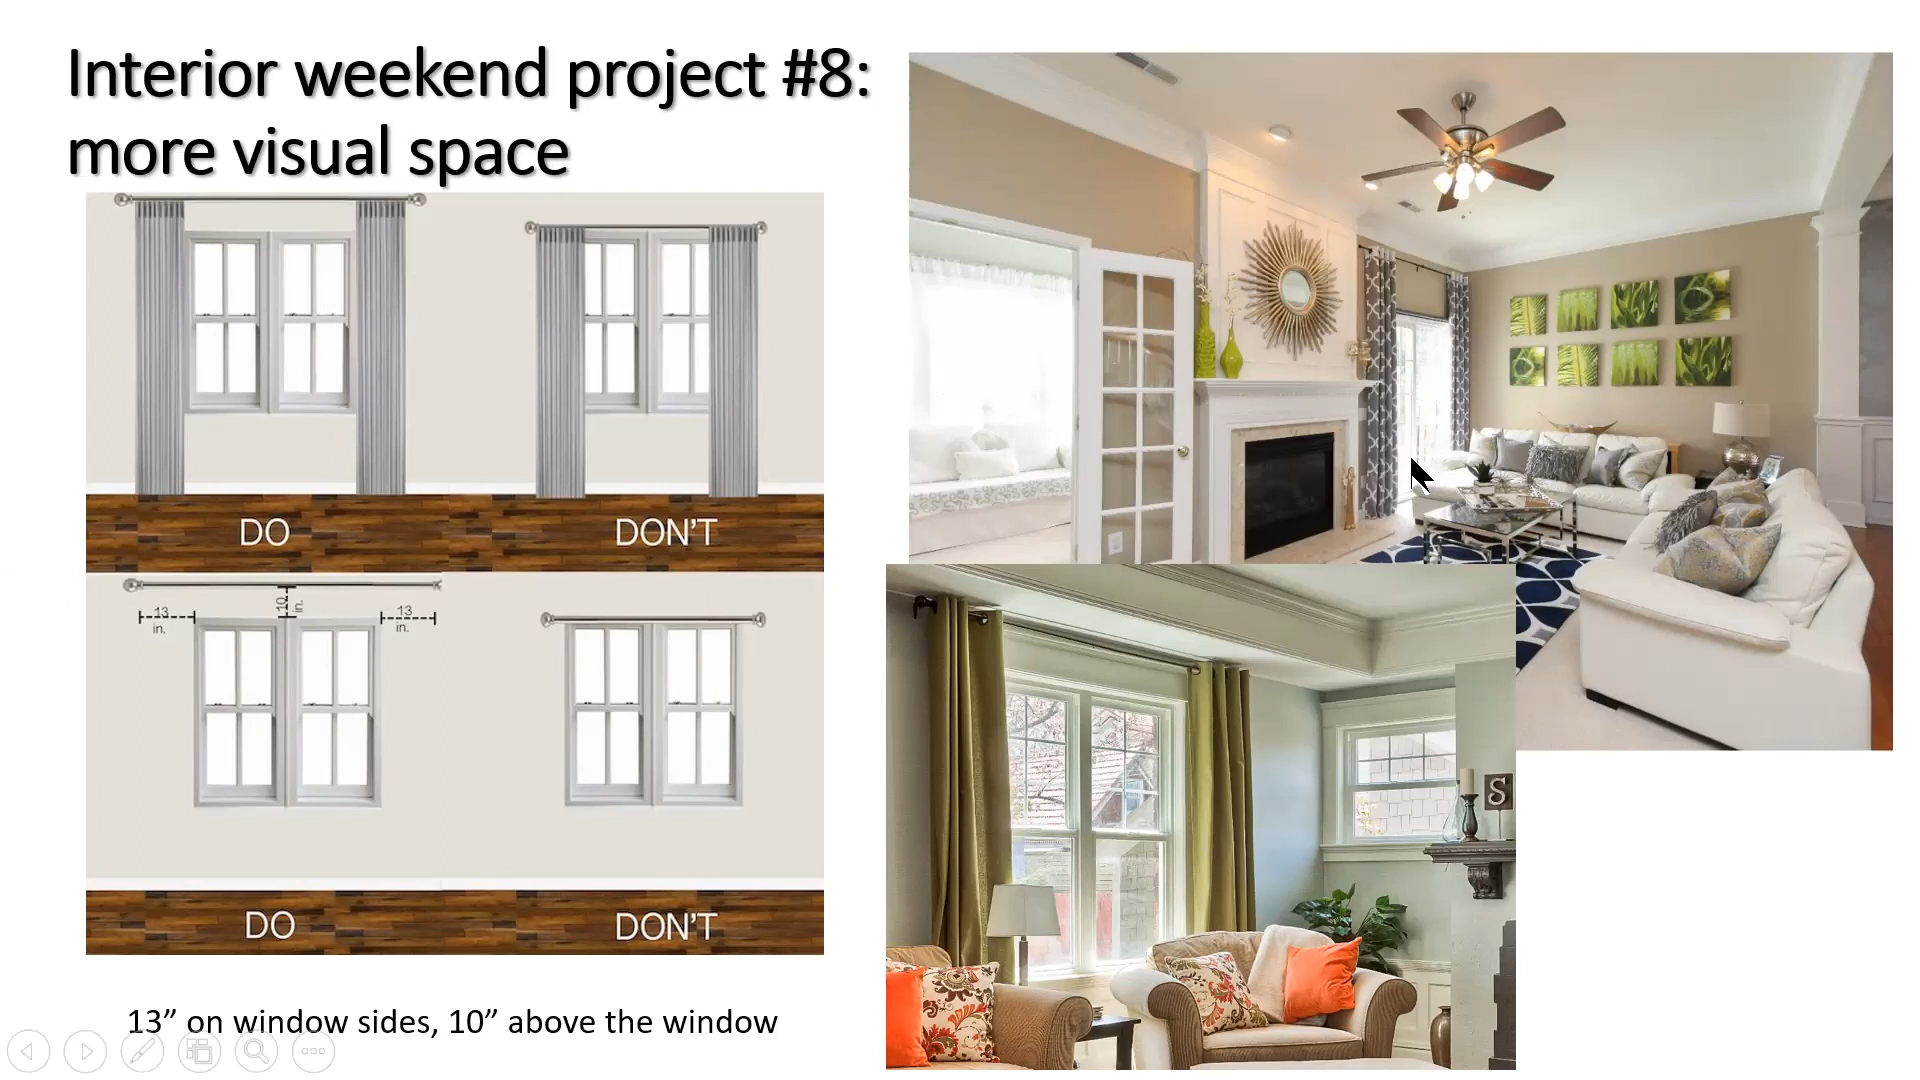 Interior weekend project #8:
more visual space
DO
DON'T
10
in.
13
in.
13
in.
DO
DON'T
13” on window sides, 10” above the window
S